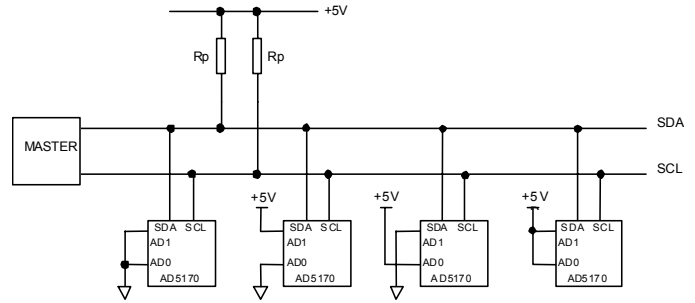 +5V
Rp Rp
SDA
MASTER
SCL
+5V +5V +5V
SDA SCL SDA SCL SDA SCL SDA SCL
AD1 AD1 AD1 AD1
AD0 AD0 AD0 AD0
AD5170 AD5170 AD5170 AD5170